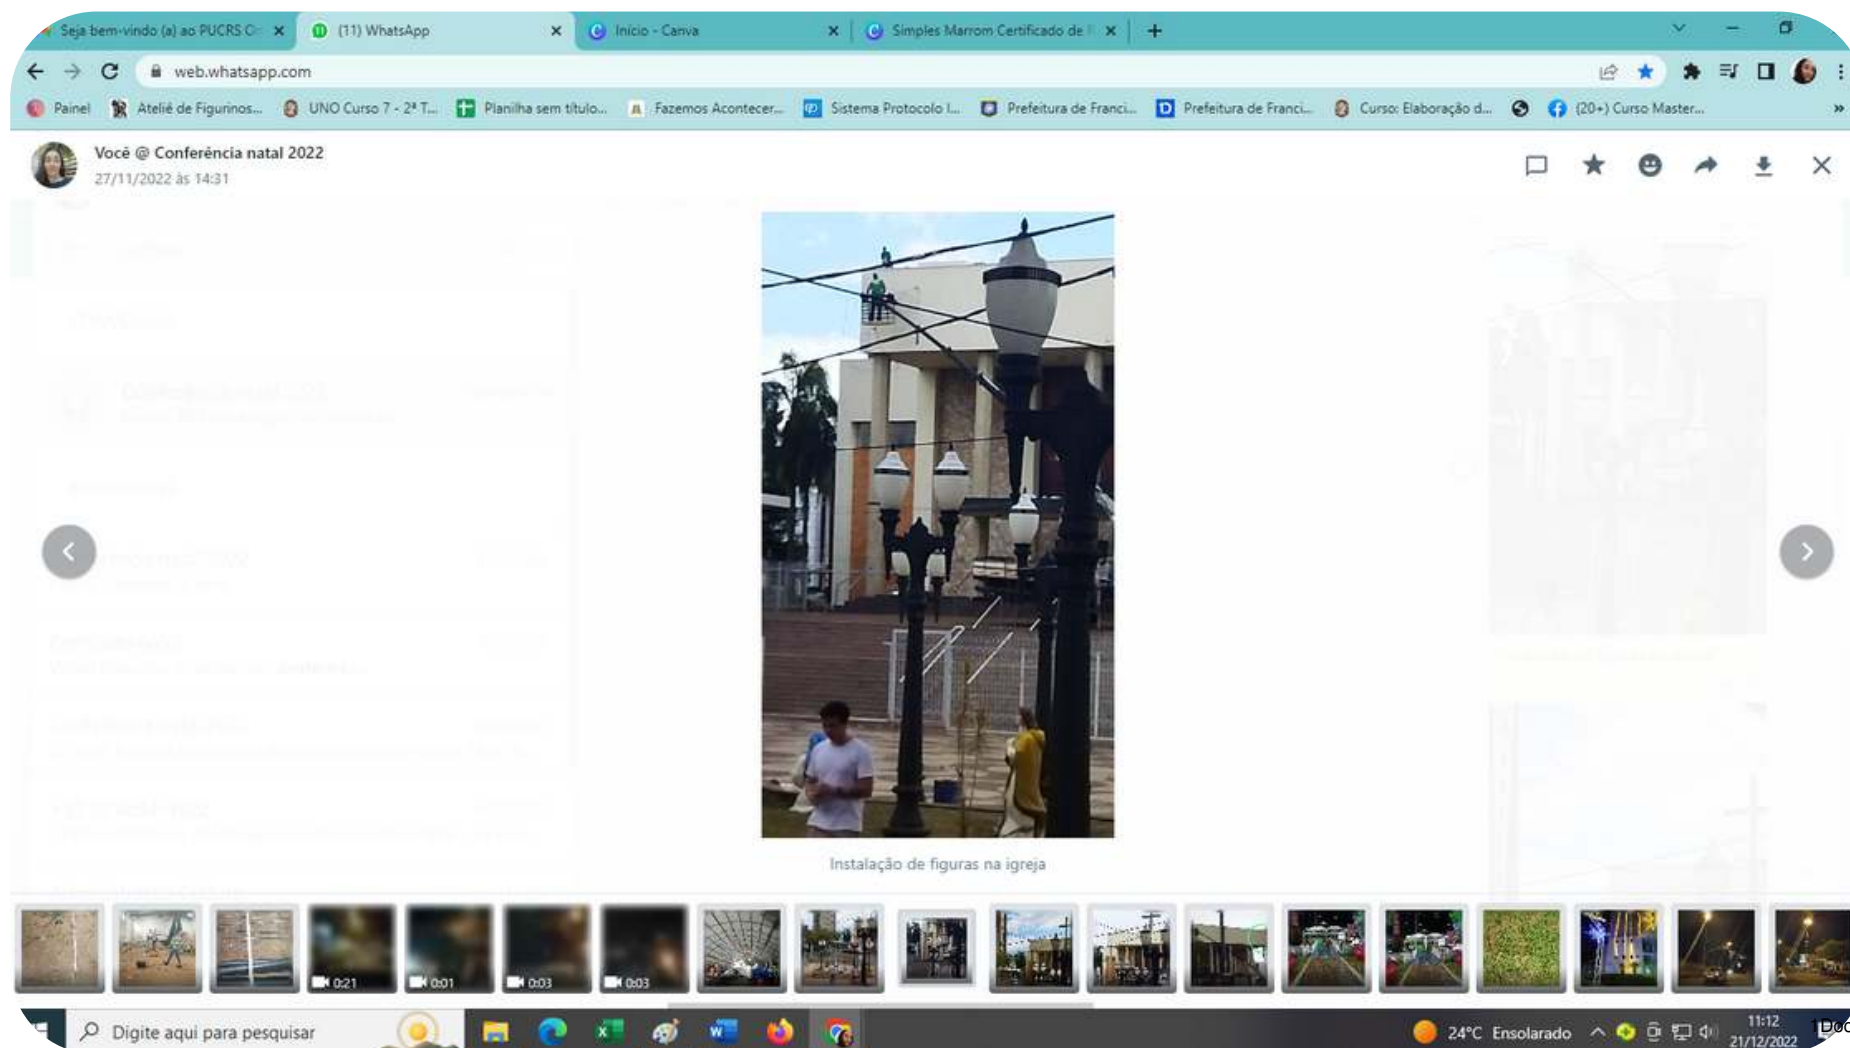 Seja bem-vindo (a) ao PUCRS O
(11) WhatsApp
Início - Canva
Simples Marrom Certificado de
web.whatsapp.com
Painel
Ateliê de Figurinos...
UNO Curso 7 - 2ª T...
Planilha sem título...
Fazemos Acontecer...
Sistema Protocolo I...
Prefeitura de Franci...
Prefeitura de Franci...
Curso: Elaboração d...
(20+) Curso Master...
Você @ Conferência natal 2022
27/11/2022 às 14:31
Instalação de figuras na igreja
0:21
0:01
0:03
0:03
Digite aqui para pesquisar
24°C Ensolarado
11:12
21/12/2022
1Doc